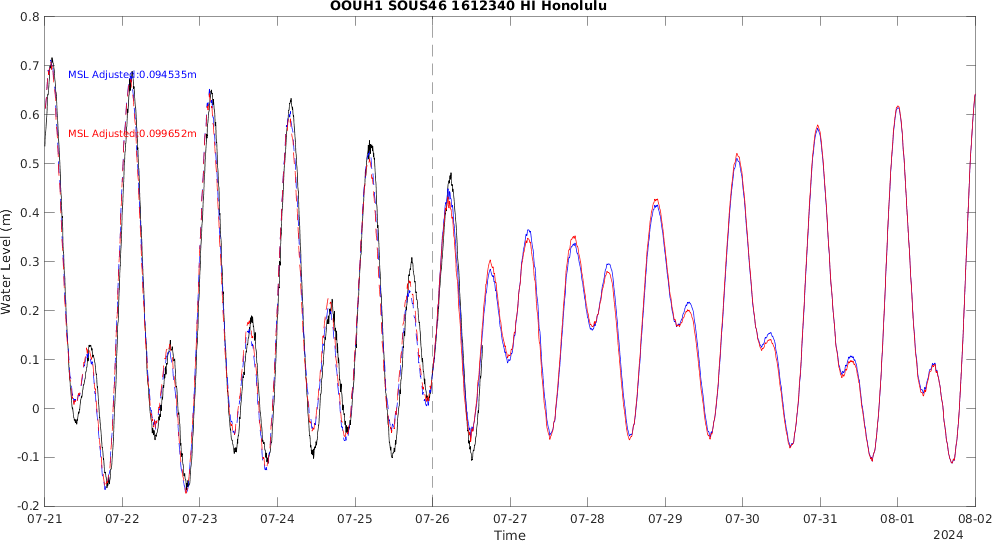 OOUH1 SOUS46 1612340 HI Honolulu
0.8
0.7
0.6
0.5
0.4
0.3
0.2
0.1
0
-0.1
-0.2
Water Level (m)
MSL Adjusted:0.094535m
MSL Adjusted:0.099652m
07-21 07-22 07-23 07-24 07-25 07-26 07-27 07-28 07-29 07-30 07-31 08-01 08-02
Time
2024